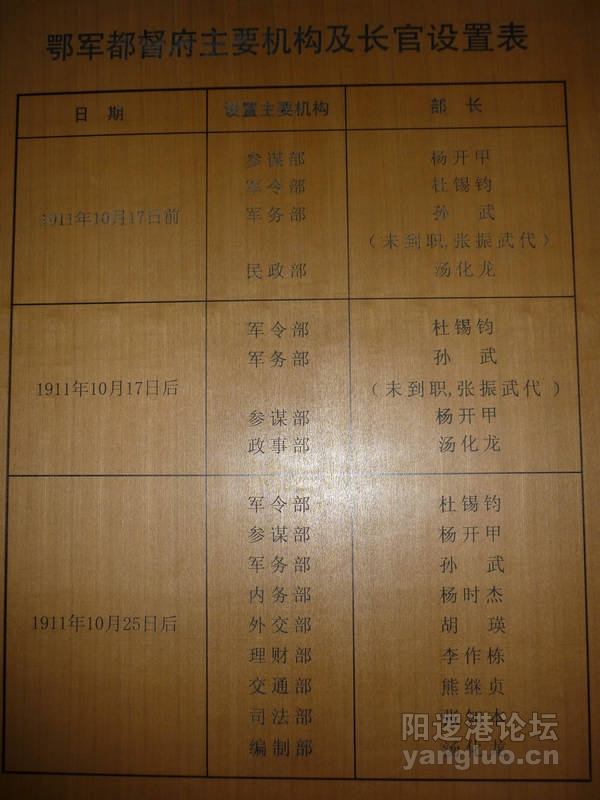 鄂军都督府主要机构及长官设置表
日 期 设置主要机构 部 长
参谋部 杨开甲
军令部 杜锡钧
1911年10月17日前 军务部 孙 武
(未到职,张振武代)
民政部 汤化龙
军令部 杜锡钧
军务部 孙 武
1911年10月17日后 (未到职,张振武代)
参谋部 杨开甲
政事部 汤化龙
军令部 杜锡钧
参谋部 杨开甲
军务部 孙 武
内务部 杨时杰
1911年10月25日后 外交部 胡 瑛
理财部 李作栋
交通部 熊继贞
司法部 张知本
编制部 汤化龙
阳逻港论坛
yangluo.cn